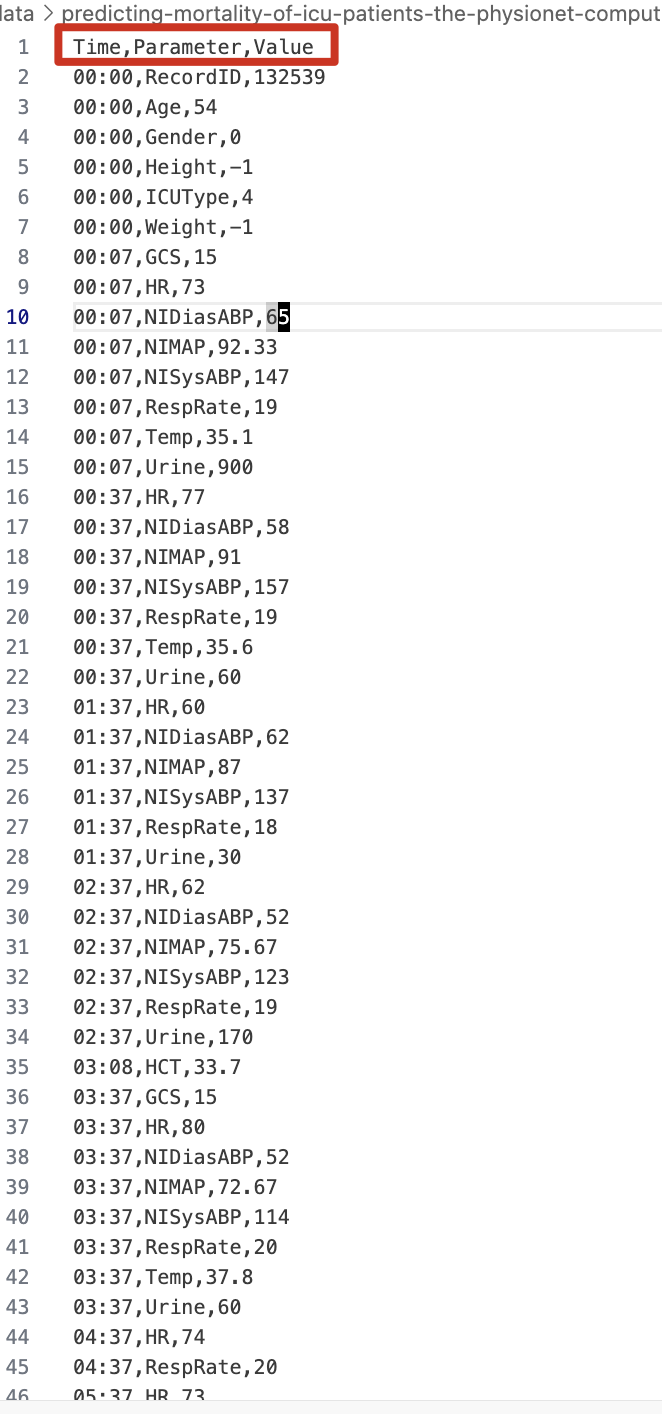 data > predicting-mortality-of-icu-patients-the-physionet-comput
1 Time,Parameter,Value
2 00:00,RecordID,132539
3 00:00,Age,54
4 00:00,Gender,0
5 00:00,Height,-1
6 00:00,ICUType,4
7 00:00,Weight,-1
8 00:07,GCS,15
9 00:07,HR,73
10 00:07,NIDiasABP,65
11 00:07,NIMAP,92.33
12 00:07,NISysABP,147
13 00:07,RespRate,19
14 00:07,Temp,35.1
15 00:07,Urine,900
16 00:37,HR,77
17 00:37,NIDiasABP,58
18 00:37,NIMAP,91
19 00:37,NISysABP,157
20 00:37,RespRate,19
21 00:37,Temp,35.6
22 00:37,Urine,60
23 01:37,HR,60
24 01:37,NIDiasABP,62
25 01:37,NIMAP,87
26 01:37,NISysABP,137
27 01:37,RespRate,18
28 01:37,Urine,30
29 02:37,HR,62
30 02:37,NIDiasABP,52
31 02:37,NIMAP,75.67
32 02:37,NISysABP,123
33 02:37,RespRate,19
34 02:37,Urine,170
35 03:08,HCT,33.7
36 03:37,GCS,15
37 03:37,HR,80
38 03:37,NIDiasABP,52
39 03:37,NIMAP,72.67
40 03:37,NISysABP,114
41 03:37,RespRate,20
42 03:37,Temp,37.8
43 03:37,Urine,60
44 04:37,HR,74
45 04:37,RespRate,20
46 05:37,HR,73